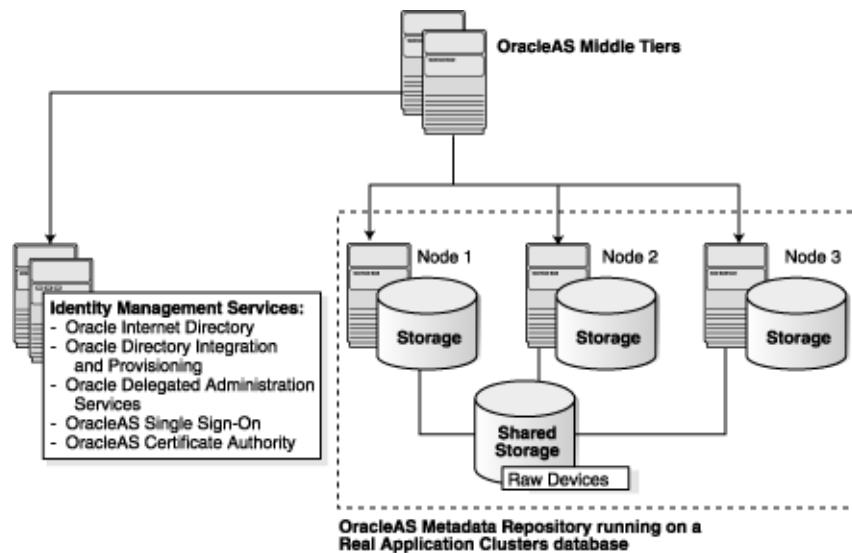 OracleAS Middle Tiers
Node 1
Node 2
Node 3
Storage
Storage
Storage
Identity Management Services:
- Oracle Internet Directory
- Oracle Directory Integration
and Provisioning
- Oracle Delegated Administration
Services
- OracleAS Single Sign-On
- OracleAS Certificate Authority
Shared
Storage
Raw Devices
OracleAS Metadata Repository running on a
Real Application Clusters database